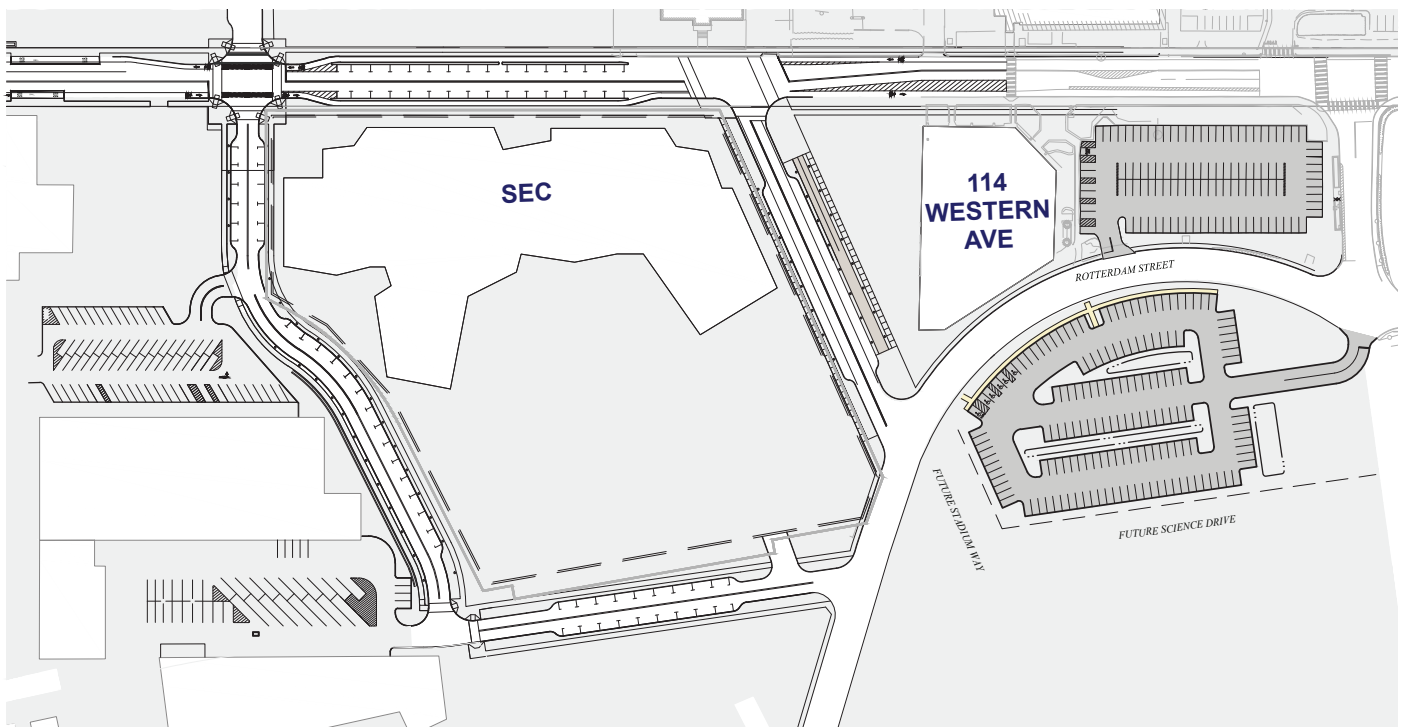 SEC
114
WESTERN
AVE
ROTTERDAM STREET
FUTURE STADIUM WAY
FUTURE SCIENCE DRIVE